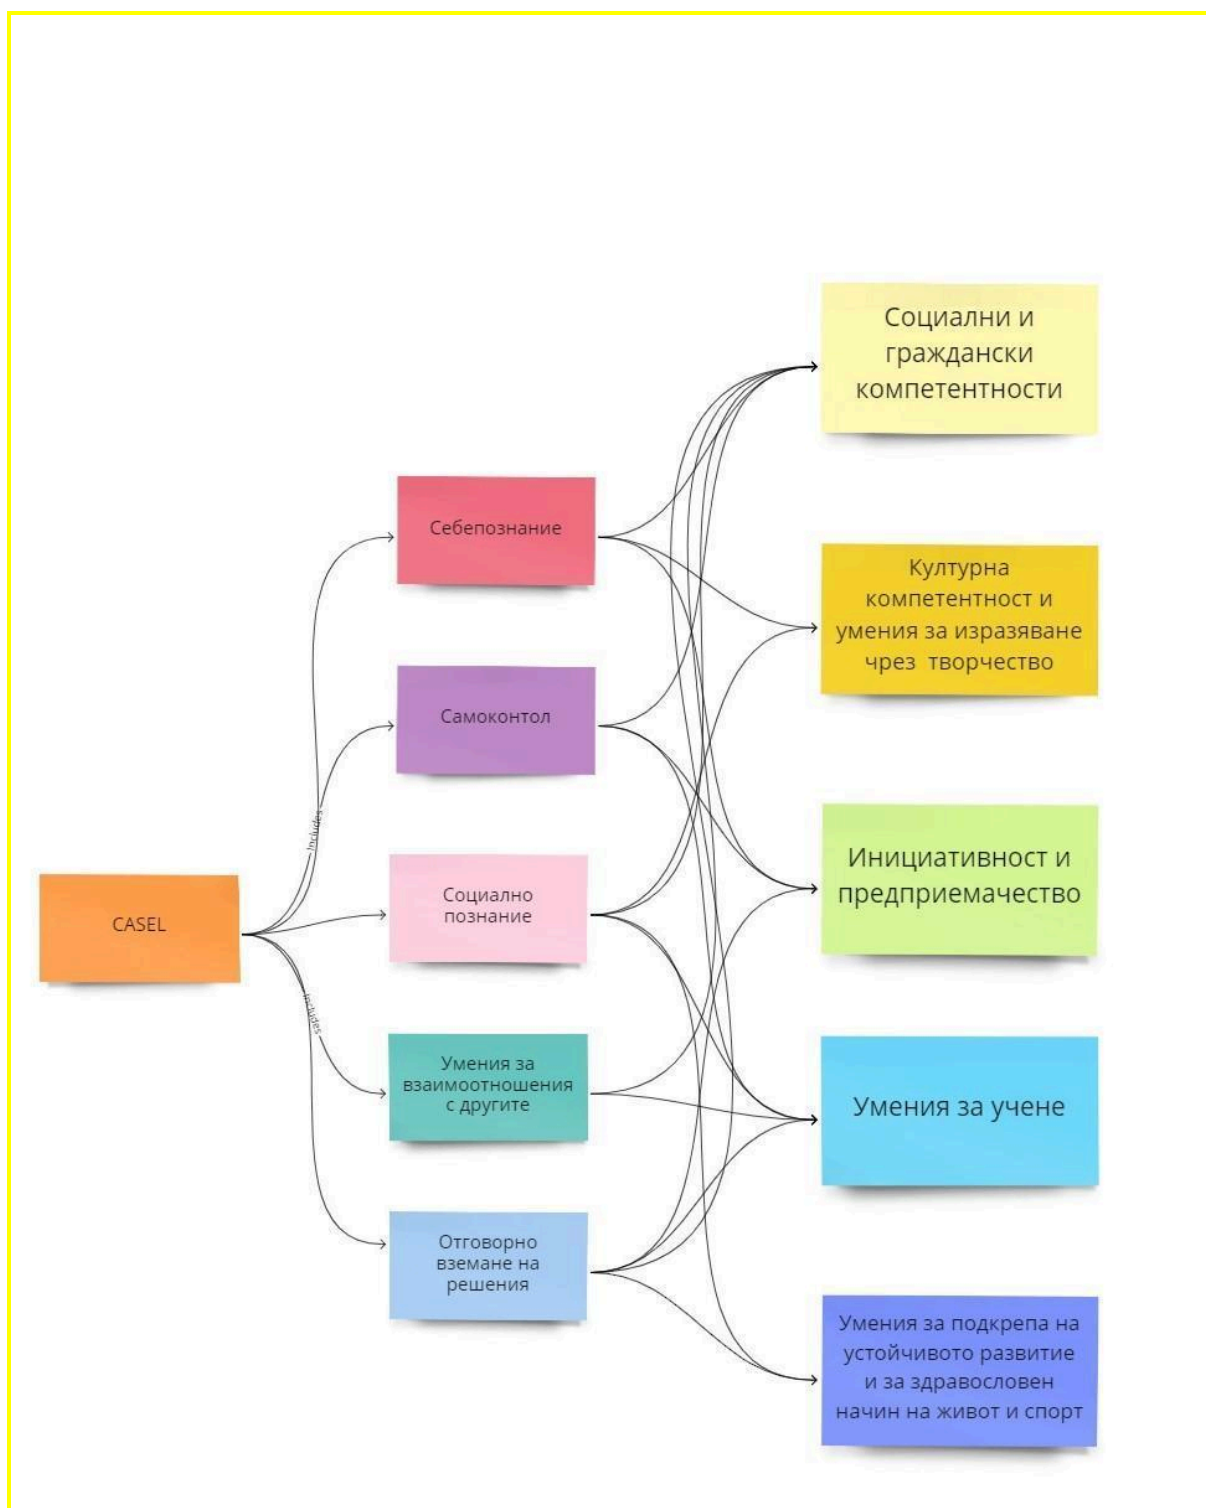 Социални и
граждански
компетентности
Себепознание
Културна
компетентност и
умения за изразяване
чрез творчество
Самоконтол
Includes
Инициативност и
предприемачество
CASEL
Социално
познание
Includes
Умения за
взаимоотношения
с другите
Умения за учене
Отговорно
вземане на
решения
Умения за подкрепа на
устойчивото развитие
и за здравословен
начин на живот и спорт